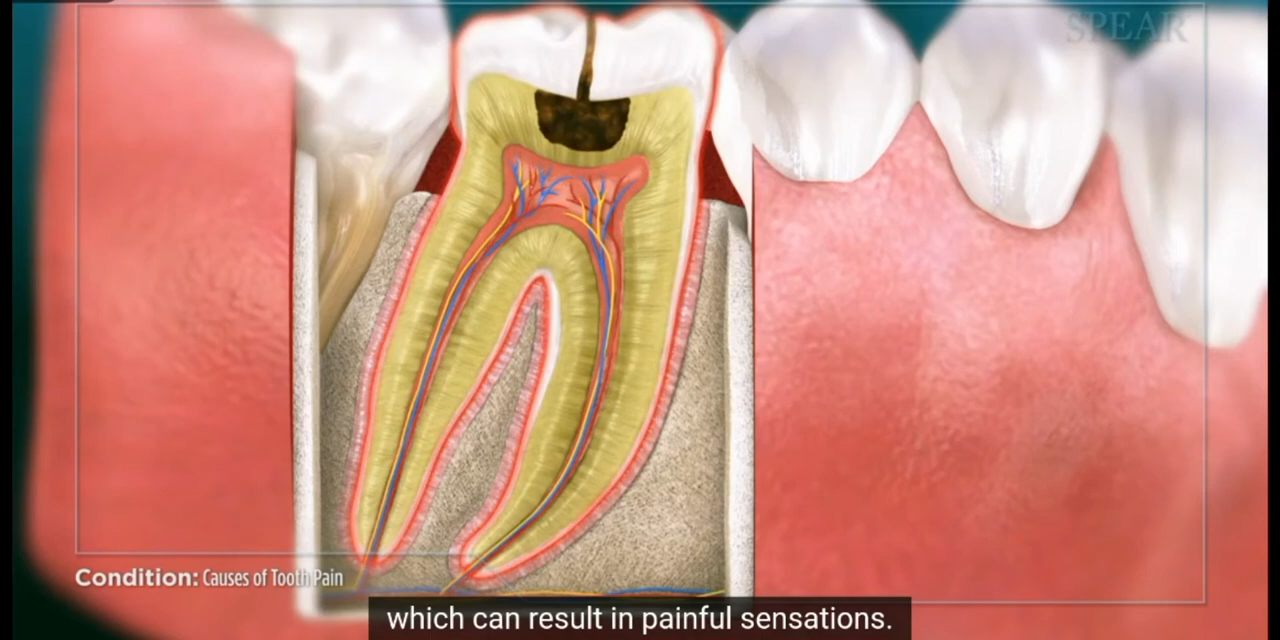 SPEAR
Condition: Causes of Tooth Pain
which can result in painful sensations.